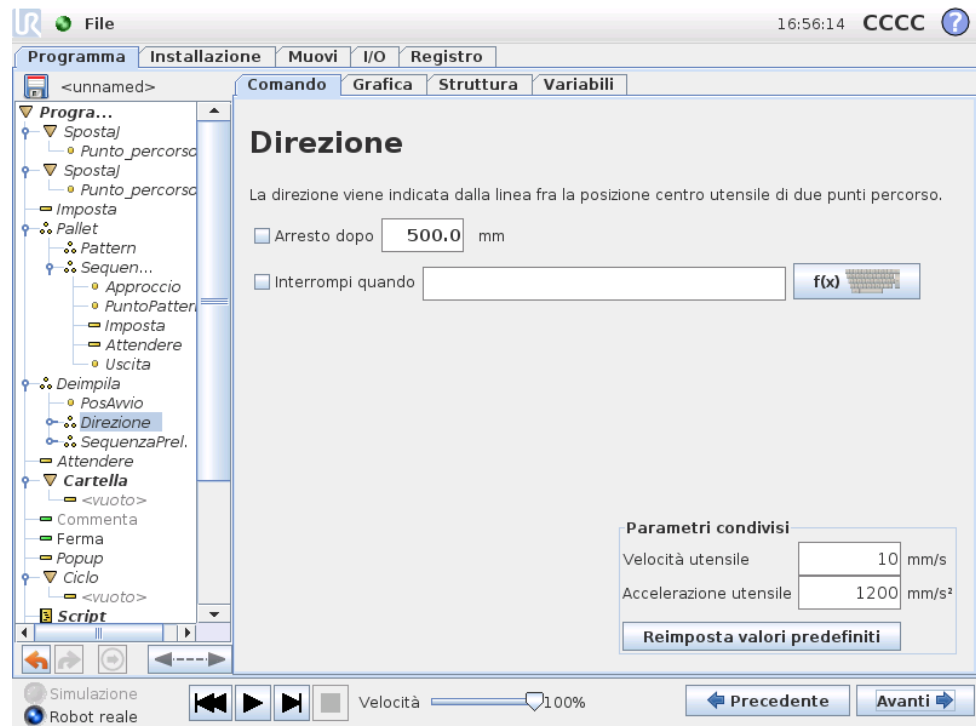 UR File 16:56:14 CCCC ?
Programma Installazione Muovi I/O Registro
<unnamed>
Comando Grafica Struttura Variabili
Progra...
SpostaJ
Punto_percorso
SpostaJ
Punto_percorso
Imposta
Pallet
Pattern
Sequen...
Approccio
PuntoPattern
Imposta
Attendere
Uscita
Deimpila
PosAvvio
Direzione
SequenzaPrel.
Attendere
Cartella
<vuoto>
Commenta
Ferma
Popup
Ciclo
<vuoto>
Script
Direzione
La direzione viene indicata dalla linea fra la posizione centro utensile di due punti percorso.
Arresto dopo 500.0 mm
Interrompi quando f(x)
Parametri condivisi
Velocità utensile 10 mm/s
Accelerazione utensile 1200 mm/s²
Reimposta valori predefiniti
Simulazione
Robot reale
Velocità 100%
Precedente Avanti